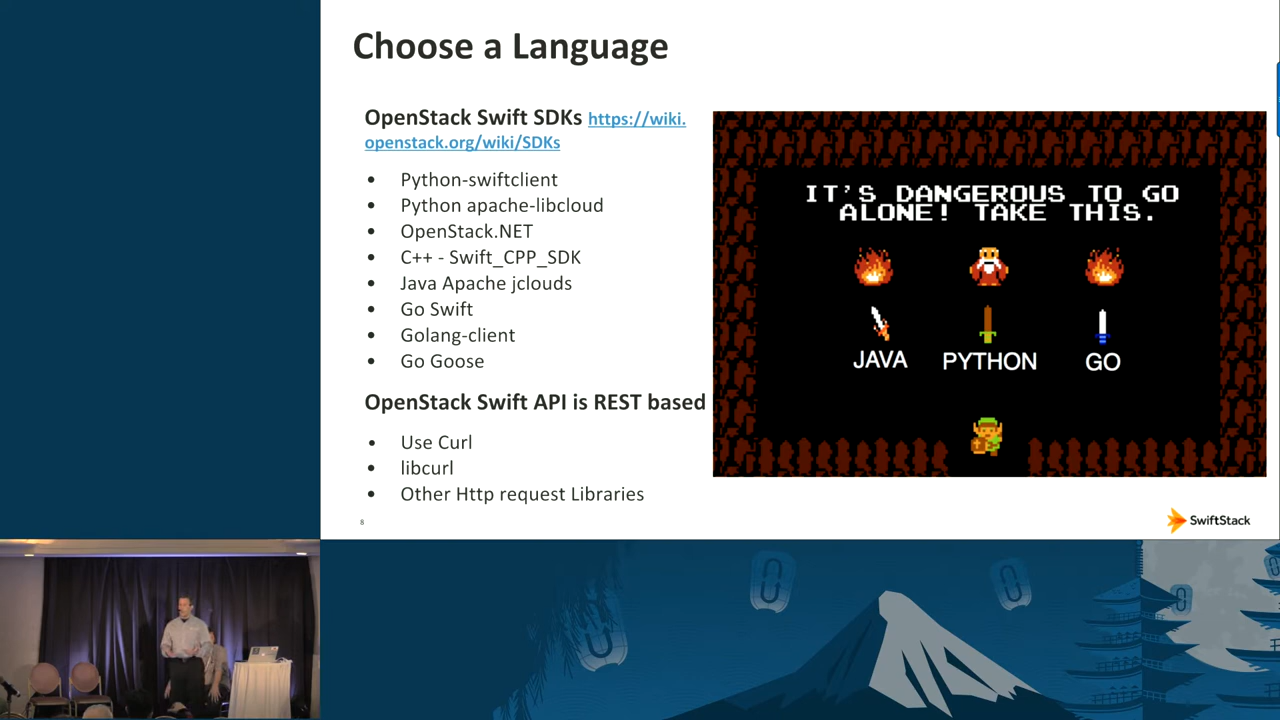 Choose a Language
OpenStack Swift SDKs https://wiki.
openstack.org/wiki/SDKs
• Python-swiftclient
• Python apache-libcloud
• OpenStack.NET
• C++ - Swift_CPP_SDK
• Java Apache jclouds
• Go Swift
• Golang-client
• Go Goose
OpenStack Swift API is REST based
• Use Curl
• libcurl
• Other Http request Libraries
8
IT'S DANGEROUS TO GO
ALONE! TAKE THIS.
JAVA PYTHON GO
SwiftStack